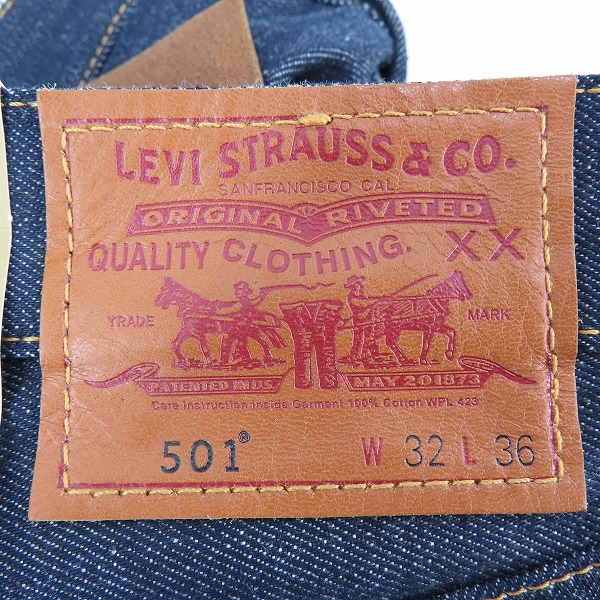 LEVI STRAUSS & CO.
SANFRANCISCO CAL.
ORIGINAL RIVETED
QUALITY CLOTHING. XX
TRADE MARK
PATENTED IN U.S. MAY 20 1873
Care Instruction Inside Garment 100% Cotton WPL 423
501® W 32 L 36